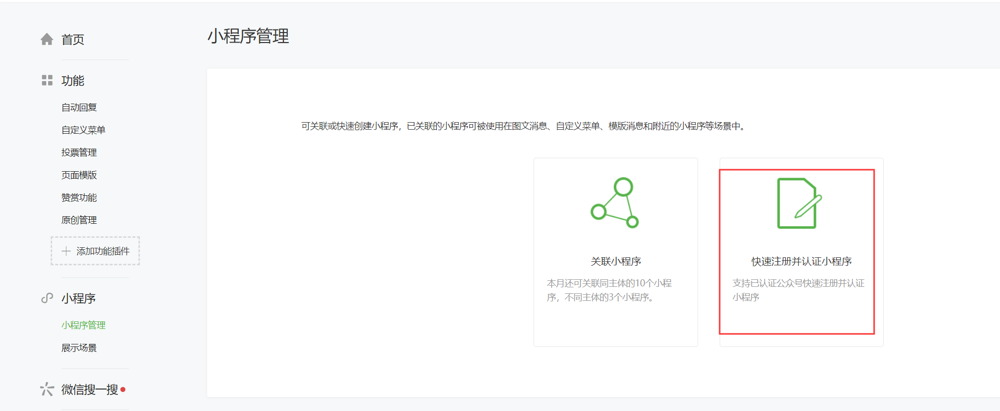 首页
功能
自动回复
自定义菜单
投票管理
页面模版
赞赏功能
原创管理
添加功能插件
小程序
小程序管理
展示场景
微信搜一搜
小程序管理
可关联或快速创建小程序，已关联的小程序可被使用在图文消息、自定义菜单、模版消息和附近的小程序等场景中。
关联小程序
本月还可关联同主体的10个小程
序，不同主体的3个小程序。
快速注册并认证小程序
支持已认证公众号快速注册并认证
小程序